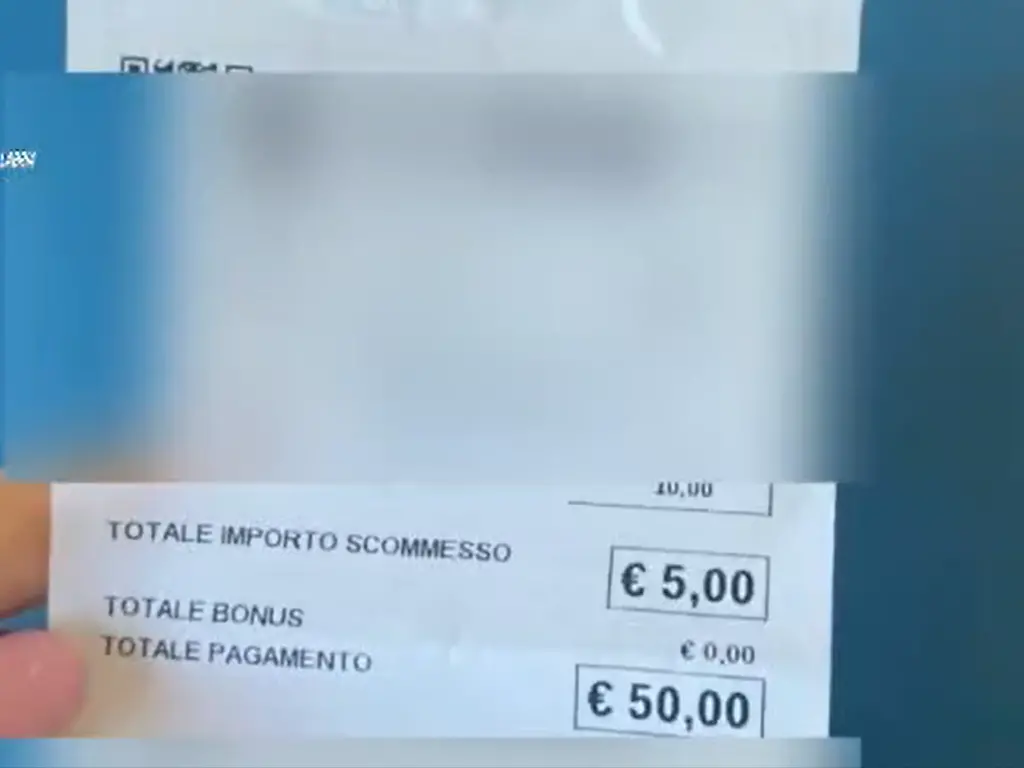 10,00
TOTALE IMPORTO SCOMMESSO
€ 5,00
TOTALE BONUS
€ 0,00
TOTALE PAGAMENTO
€ 50,00